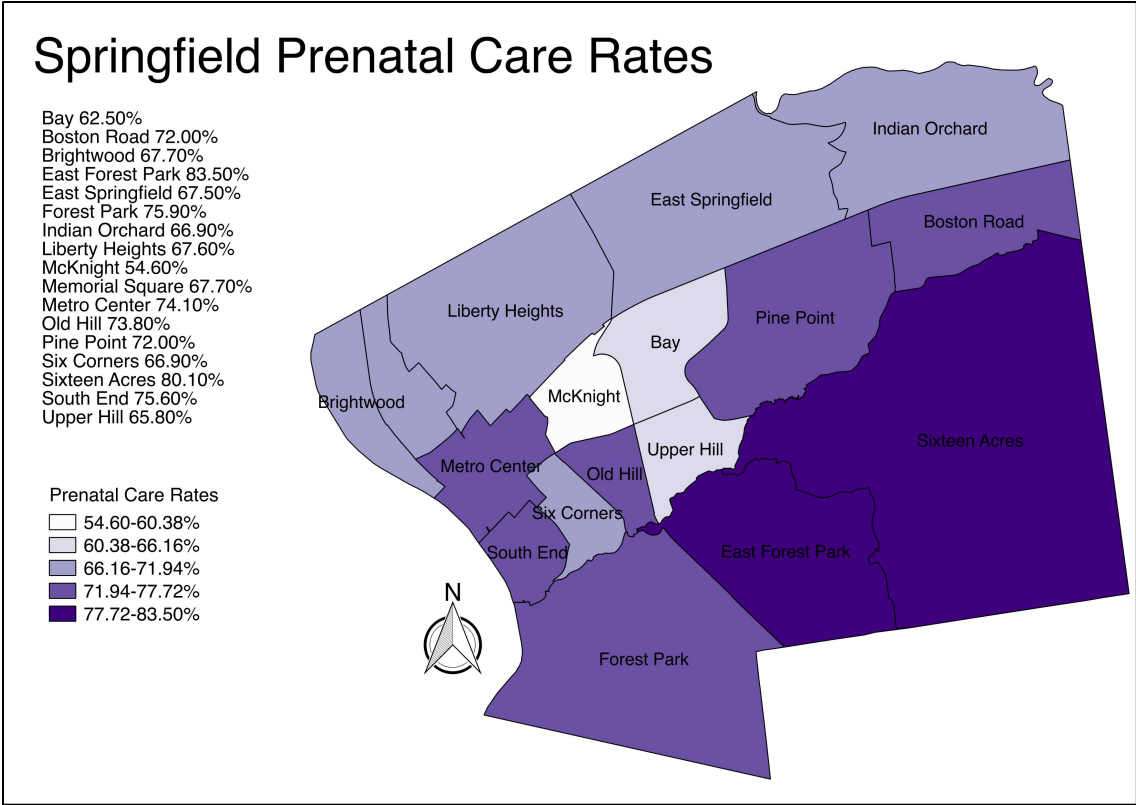 Springfield Prenatal Care Rates
Bay 62.50%
Boston Road 72.00%
Brightwood 67.70%
East Forest Park 83.50%
East Springfield 67.50%
Forest Park 75.90%
Indian Orchard 66.90%
Liberty Heights 67.60%
McKnight 54.60%
Memorial Square 67.70%
Metro Center 74.10%
Old Hill 73.80%
Pine Point 72.00%
Six Corners 66.90%
Sixteen Acres 80.10%
South End 75.60%
Upper Hill 65.80%
Prenatal Care Rates
54.60-60.38%
60.38-66.16%
66.16-71.94%
71.94-77.72%
77.72-83.50%
N
Indian Orchard
East Springfield
Boston Road
Liberty Heights
Pine Point
Bay
McKnight
Brightwood
Sixteen Acres
Upper Hill
Metro Center
Old Hill
Six Corners
South End
East Forest Park
Forest Park